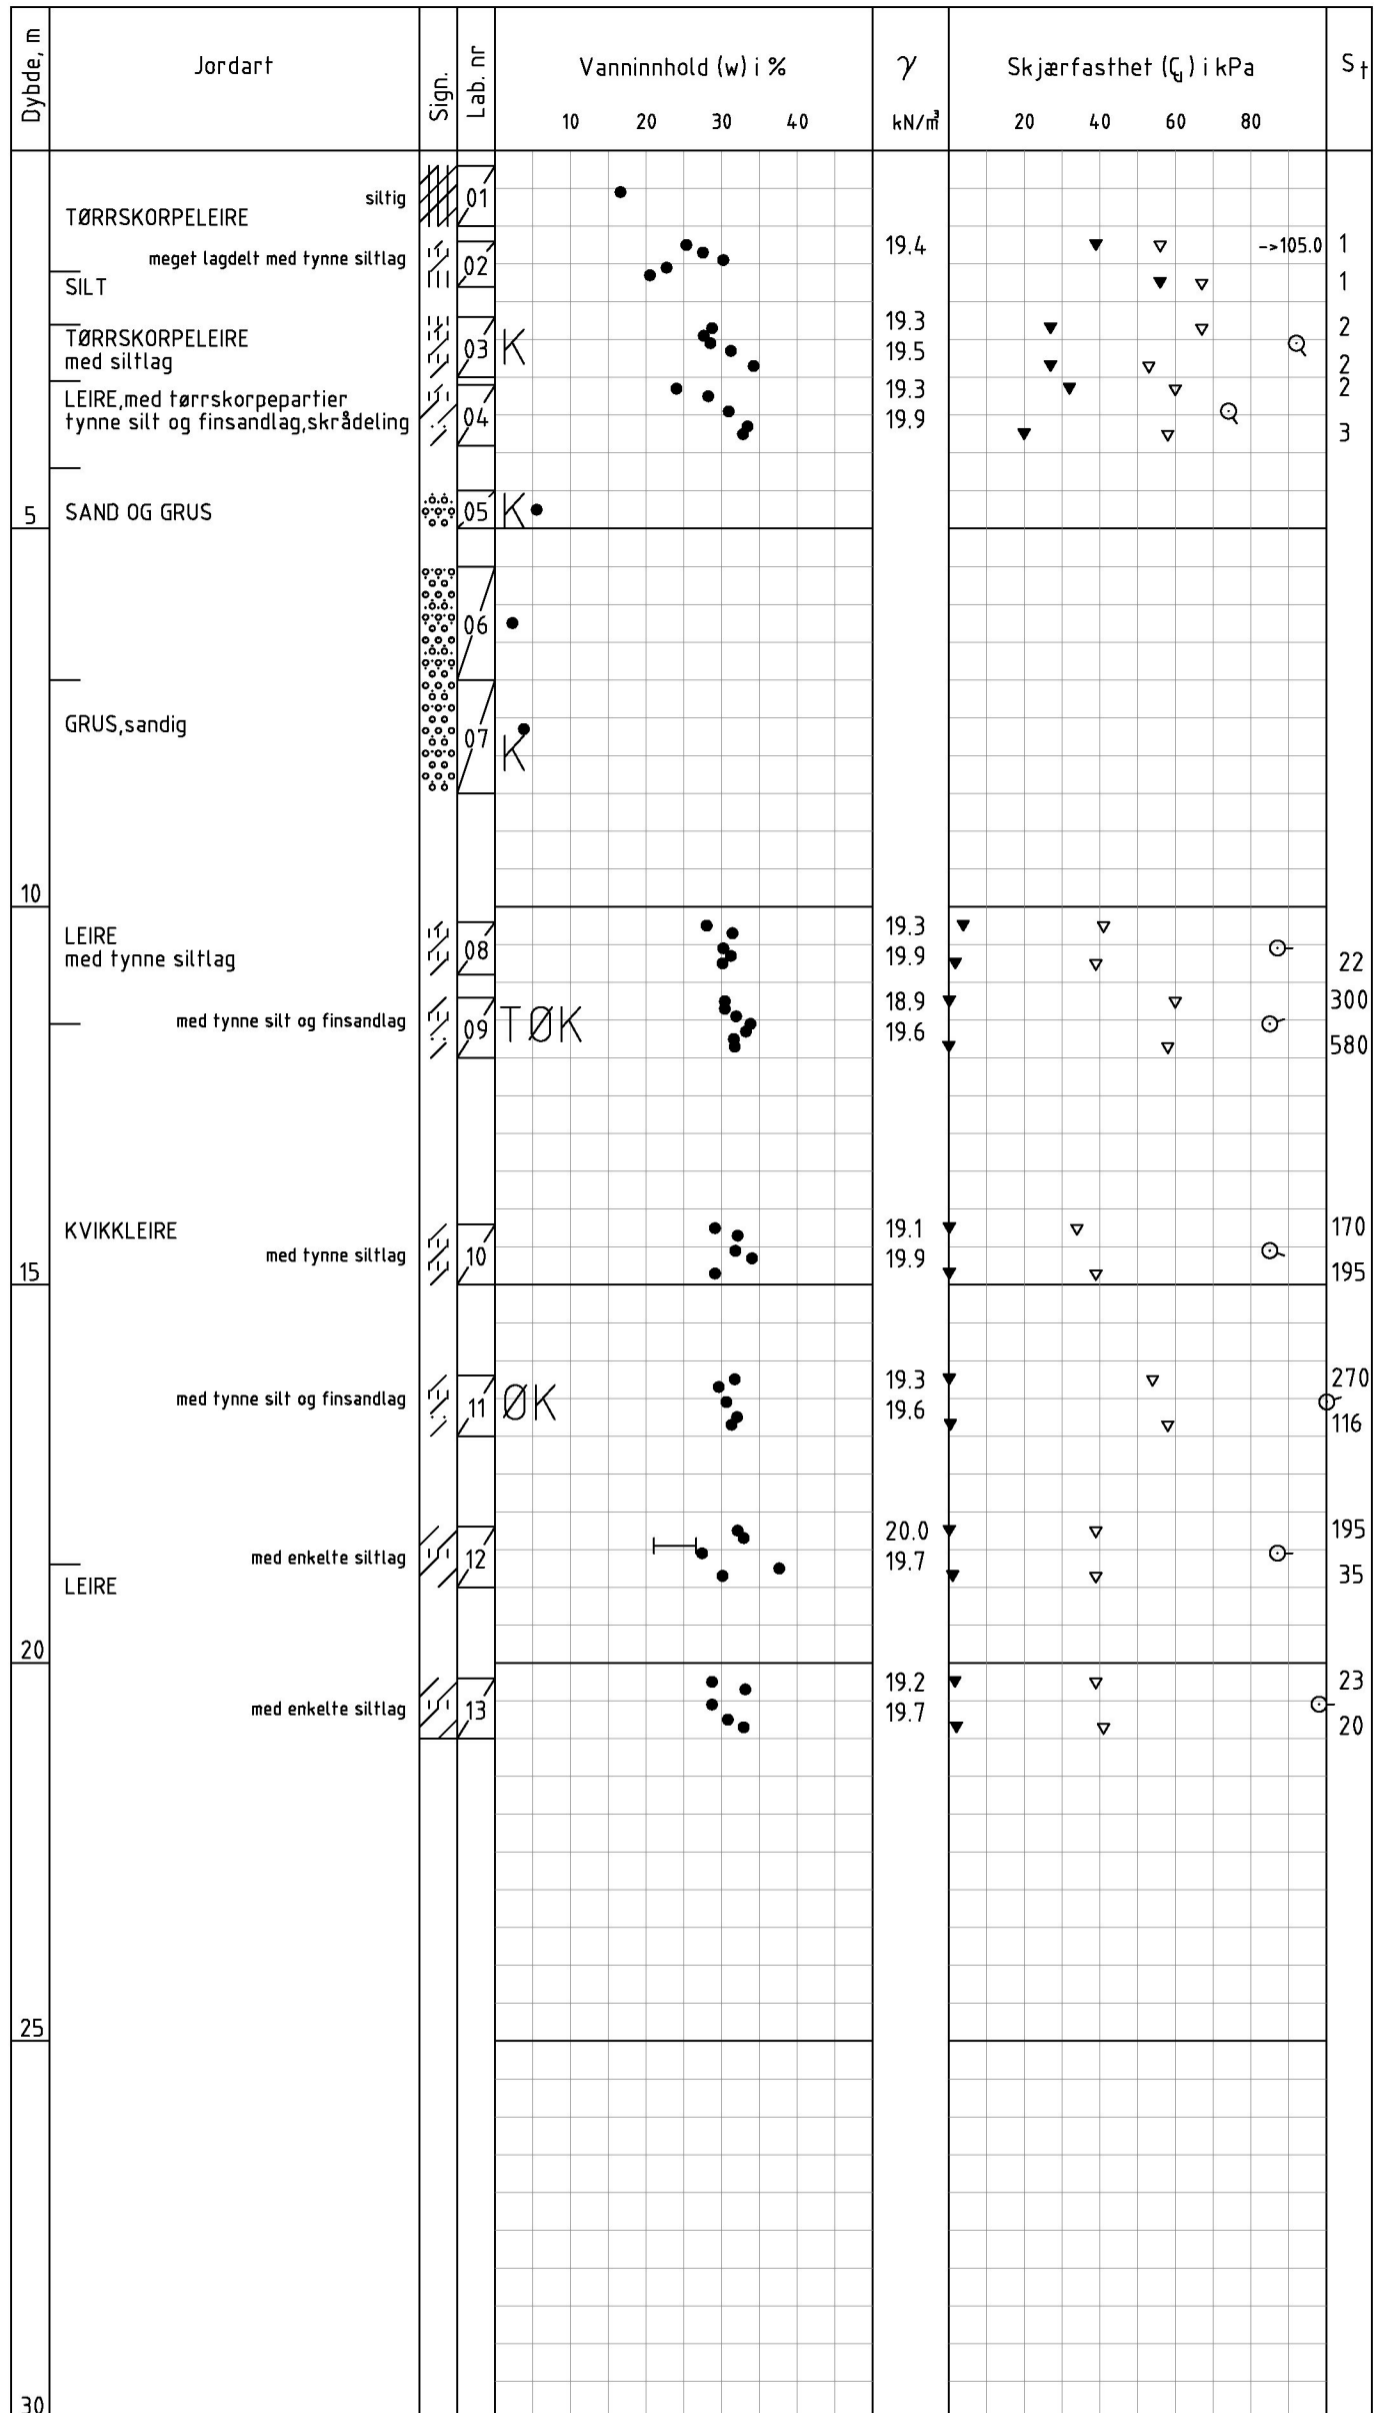 Dybde, m
Jordart
Sign.
Lab. nr
Vanninnhold (w) i %
10 20 30 40
γ
kN/m³
Skjærfasthet (Cu) i kPa
20 40 60 80
St
siltig
01
TØRRSKORPELEIRE
meget lagdelt med tynne siltlag
02
19.4
->105.0
1
SILT
1
TØRRSKORPELEIRE
med siltlag
03
K
19.3
19.5
2
2
LEIRE,med tørrskorpepartier
tynne silt og finsandlag,skrådeling
04
19.3
19.9
2
3
5
SAND OG GRUS
05
K
06
GRUS,sandig
07
K
10
LEIRE
med tynne siltlag
08
19.3
19.9
22
med tynne silt og finsandlag
09
TØK
18.9
19.6
300
580
KVIKKLEIRE
med tynne siltlag
10
19.1
19.9
170
195
15
med tynne silt og finsandlag
11
ØK
19.3
19.6
270
116
med enkelte siltlag
12
20.0
19.7
195
35
LEIRE
20
med enkelte siltlag
13
19.2
19.7
23
20
25
30